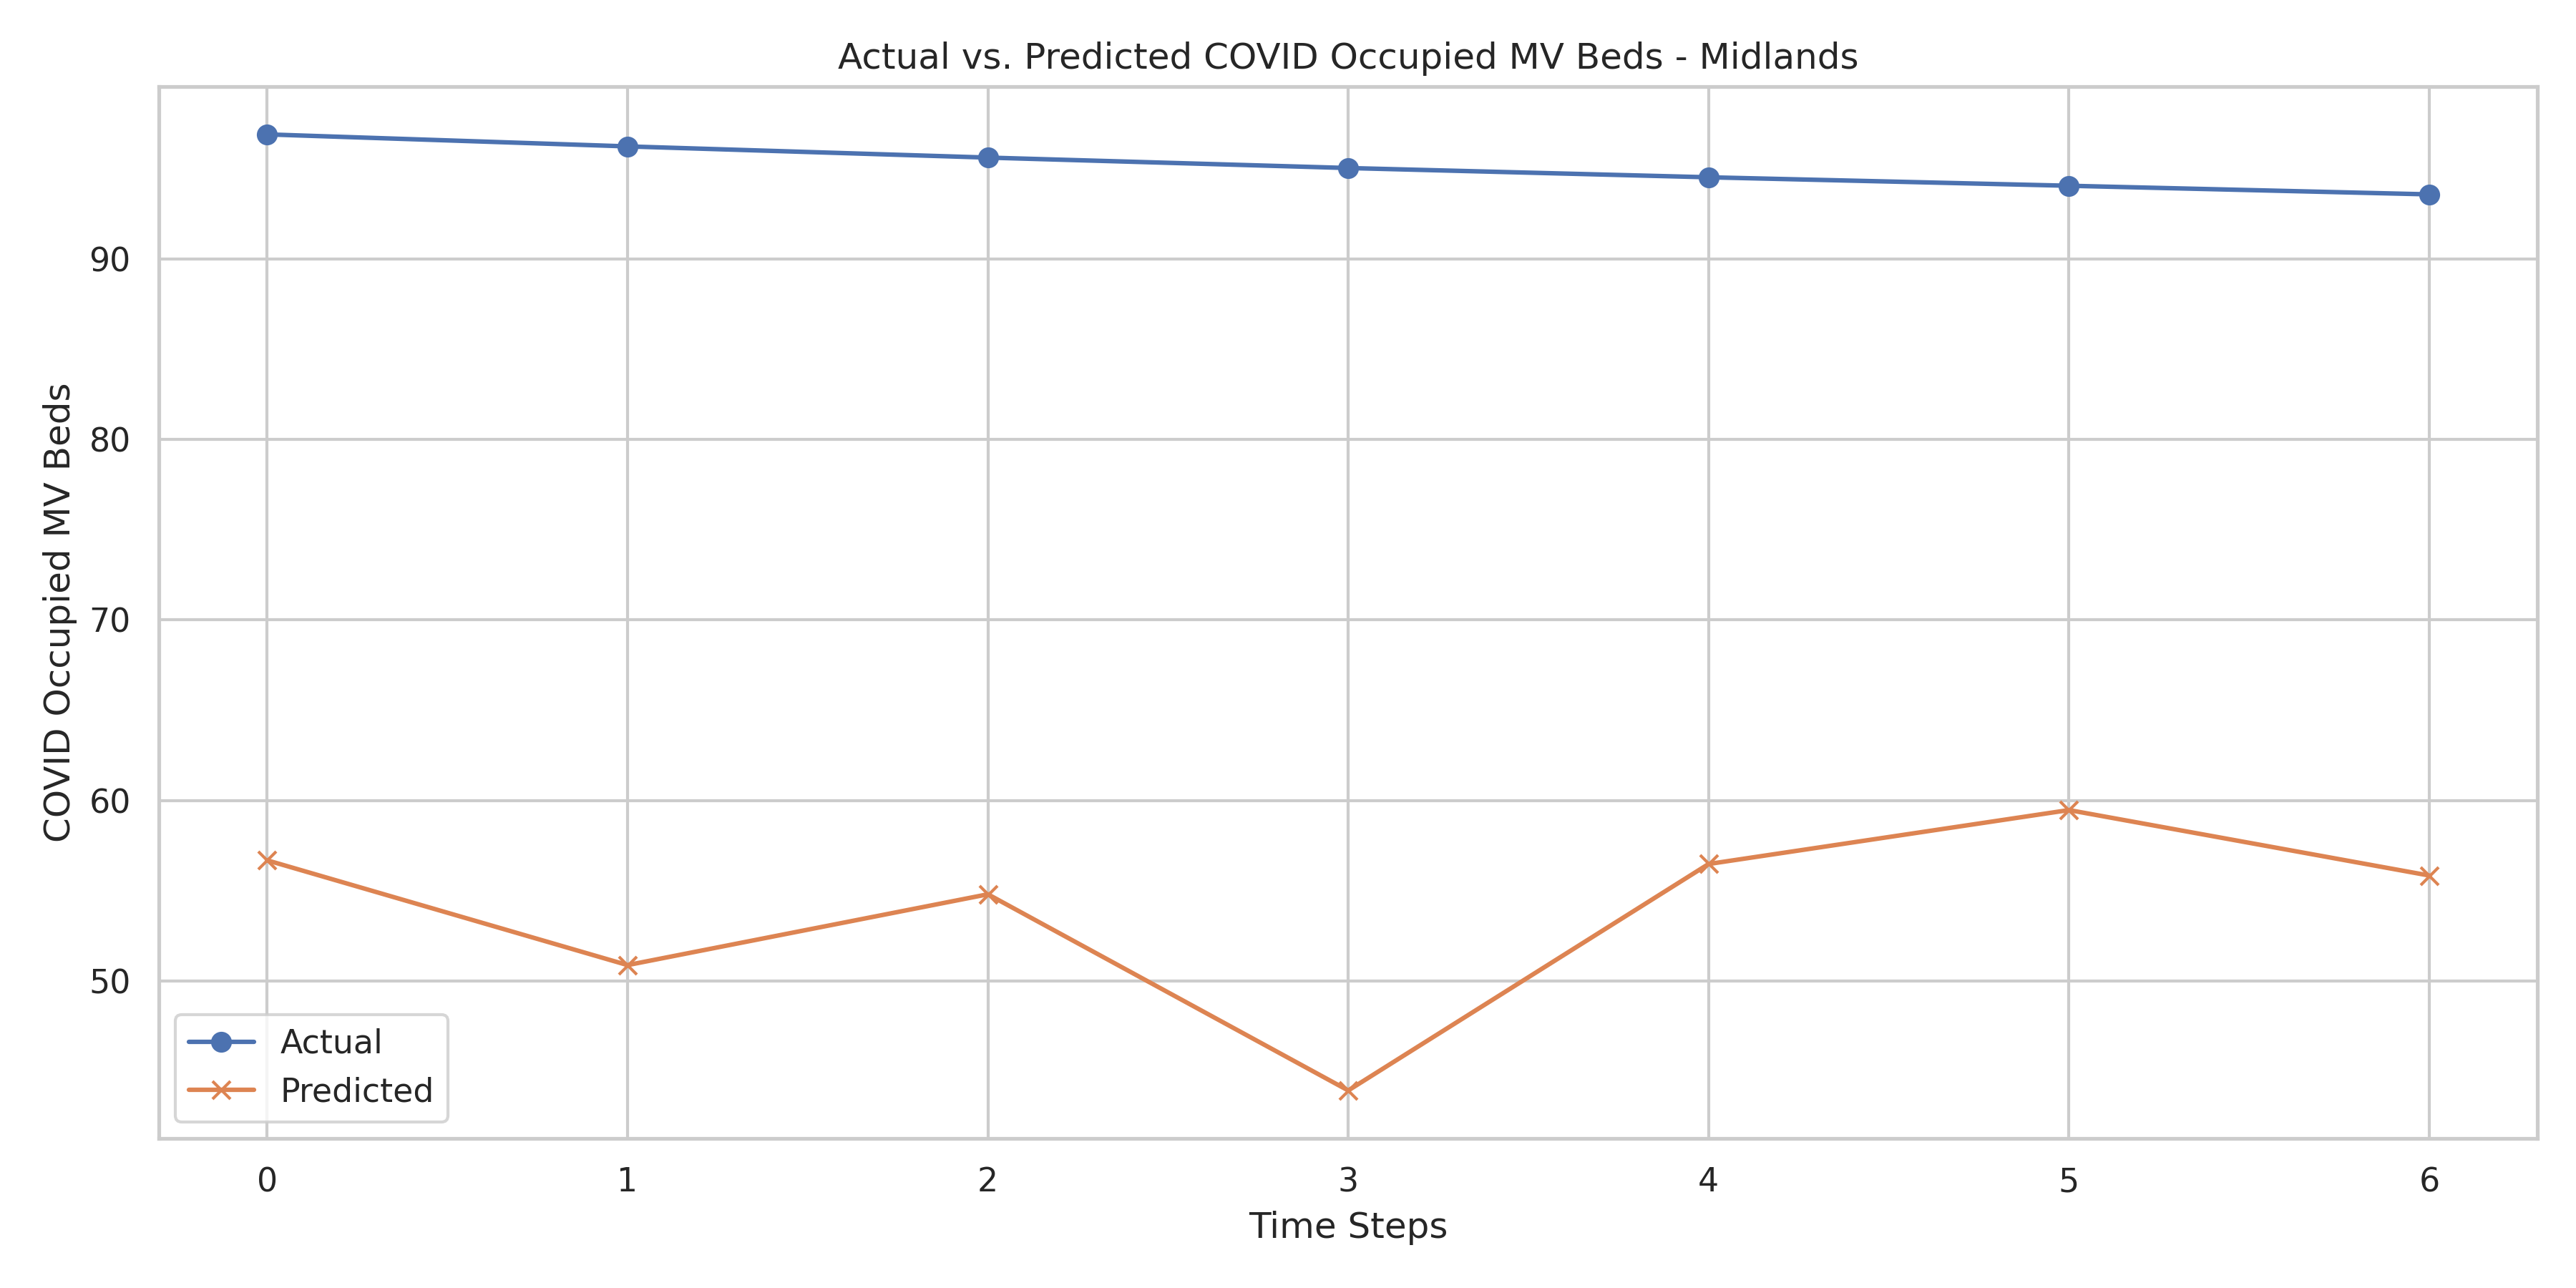 Actual vs. Predicted COVID Occupied MV Beds - Midlands
COVID Occupied MV Beds
90
80
70
60
50
Actual
Predicted
0 1 2 3 4 5 6
Time Steps